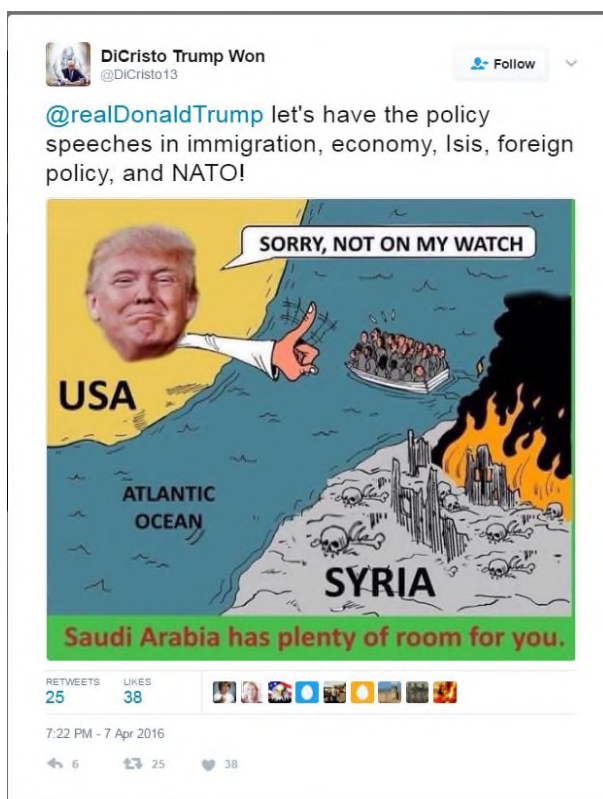 DiCristo Trump Won
@DiCristo13
Follow
@realDonaldTrump let's have the policy
speeches in immigration, economy, Isis, foreign
policy, and NATO!
SORRY, NOT ON MY WATCH
USA
ATLANTIC
OCEAN
SYRIA
Saudi Arabia has plenty of room for you.
RETWEETS LIKES
25 38
7:22 PM - 7 Apr 2016
6 25 38